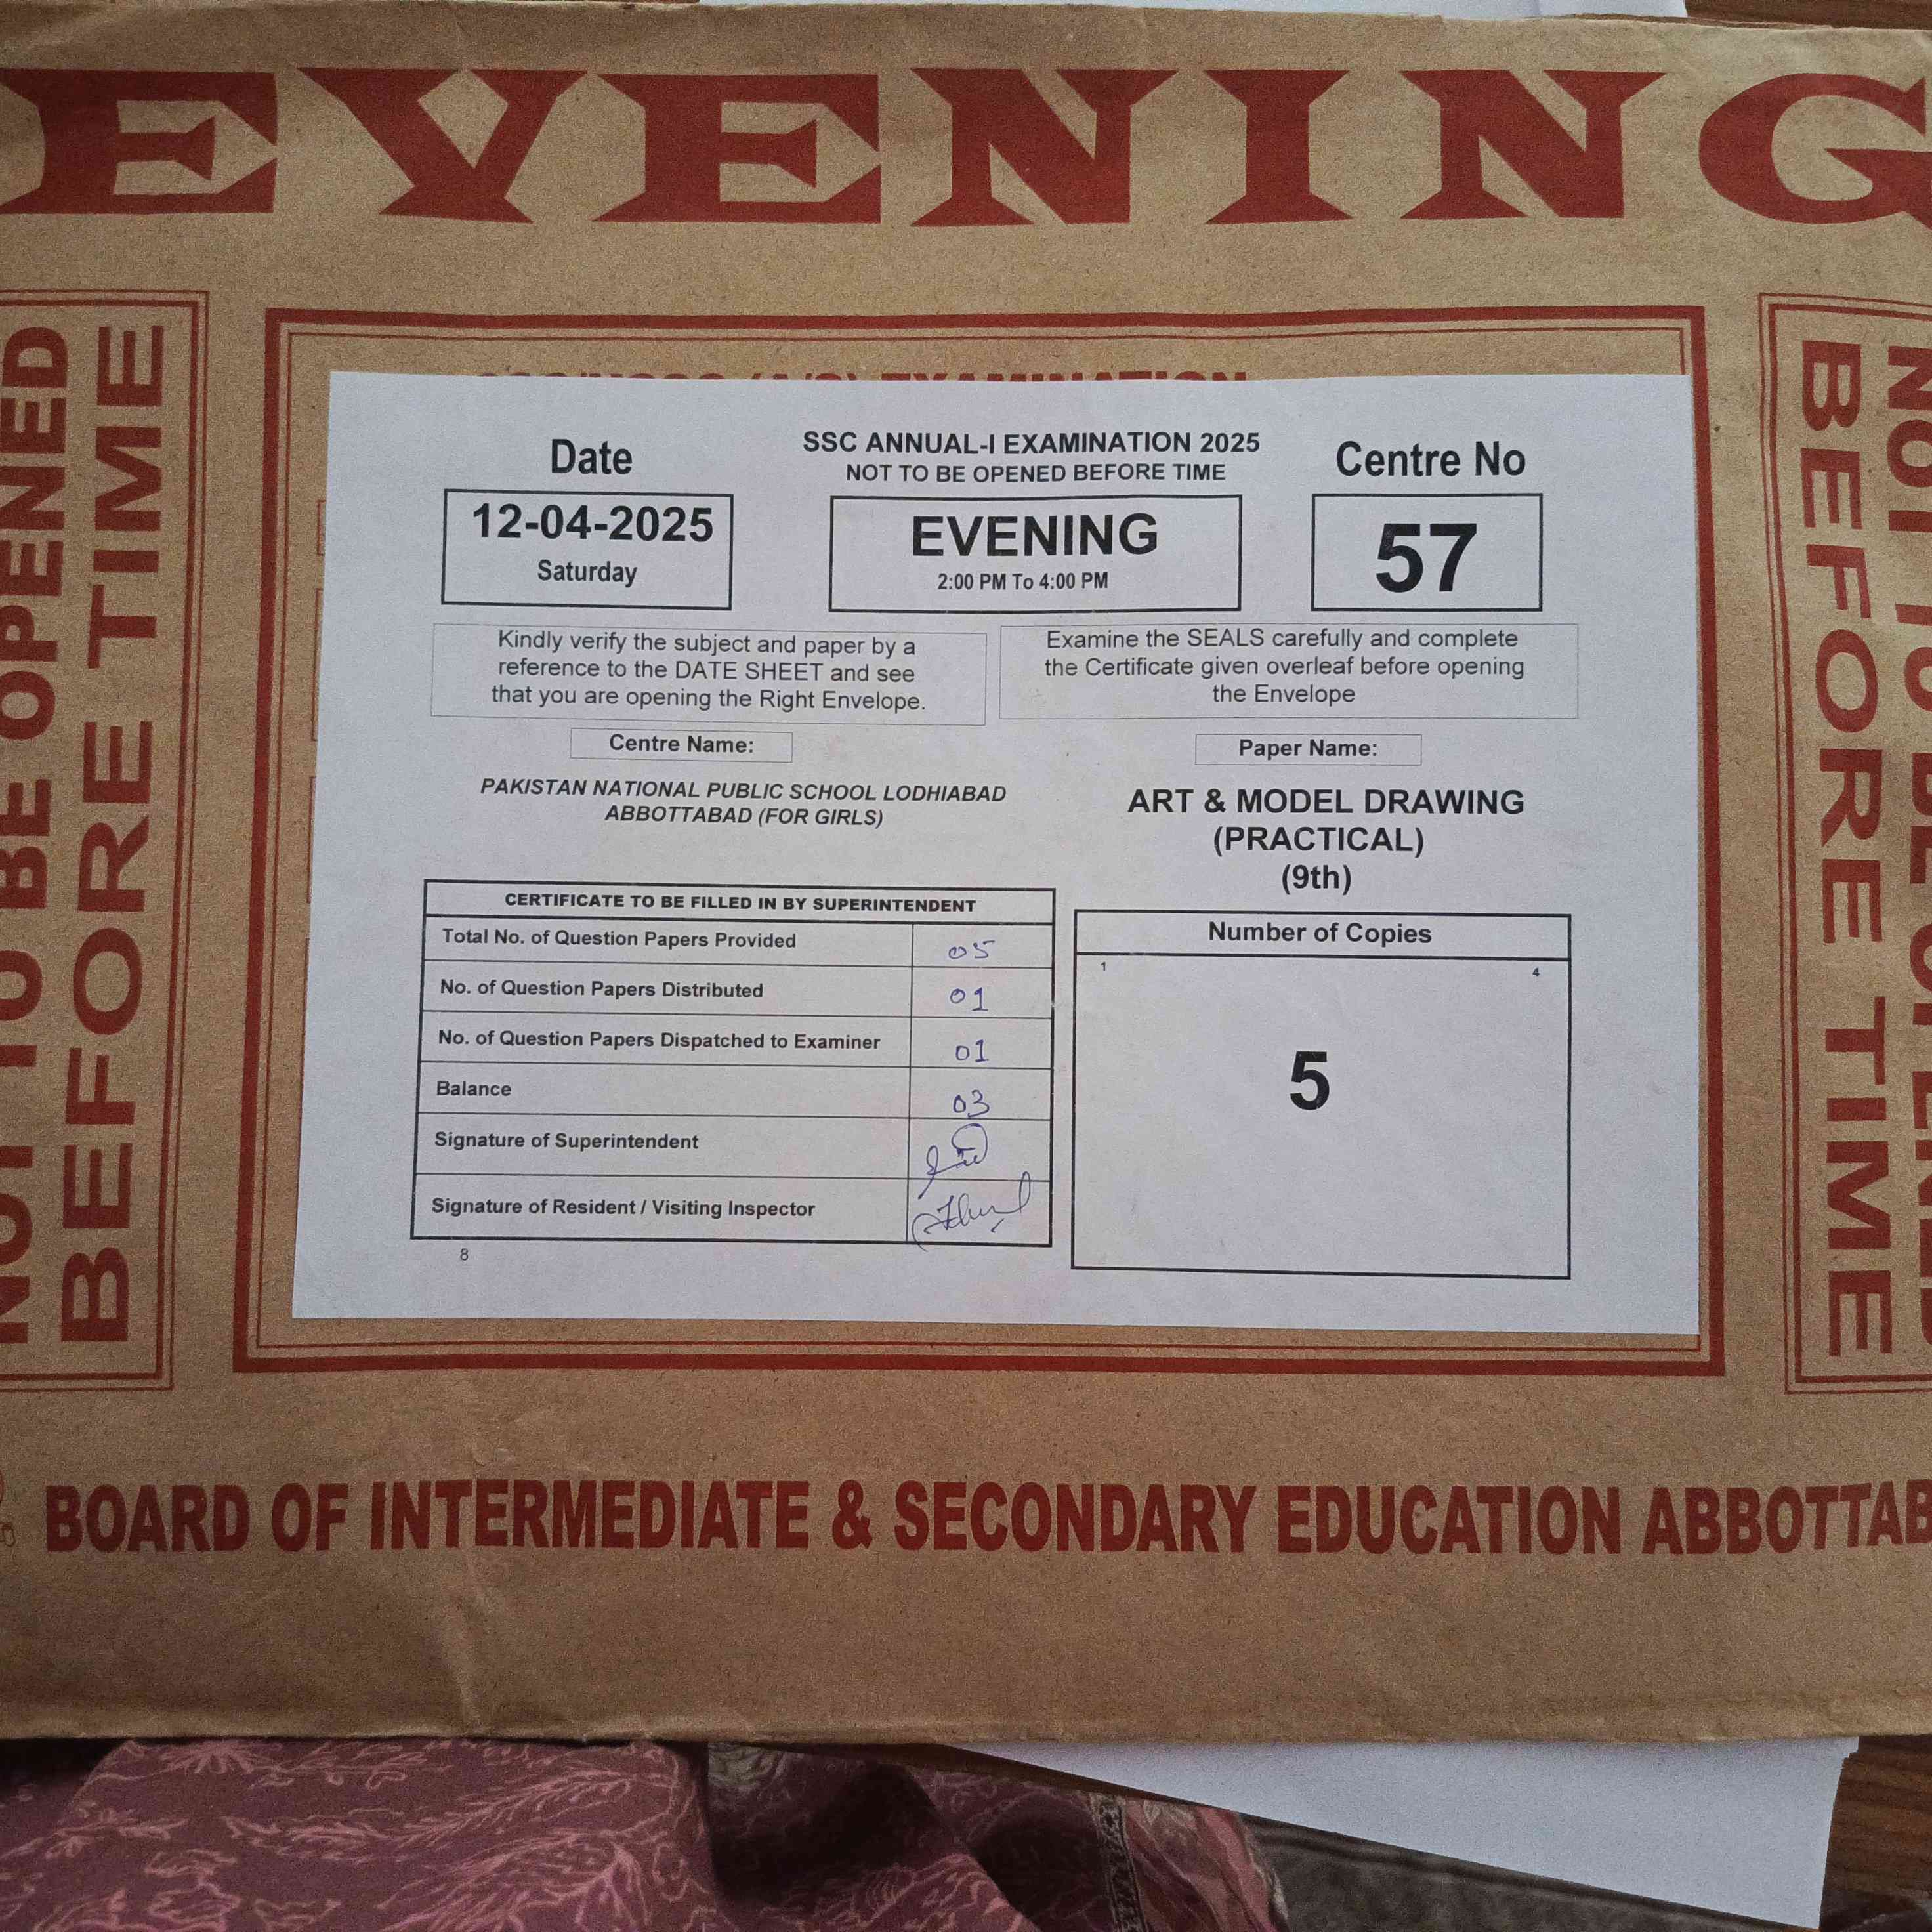 EVENING
NOT TO BE OPENED
BEFORE TIME
SSC ANNUAL-I EXAMINATION 2025
NOT TO BE OPENED BEFORE TIME
Date
12-04-2025
Saturday
EVENING
2:00 PM To 4:00 PM
Centre No
57
Kindly verify the subject and paper by a
reference to the DATE SHEET and see
that you are opening the Right Envelope.
Examine the SEALS carefully and complete
the Certificate given overleaf before opening
the Envelope
Centre Name:
PAKISTAN NATIONAL PUBLIC SCHOOL LODHIABAD
ABBOTTABAD (FOR GIRLS)
Paper Name:
ART & MODEL DRAWING
(PRACTICAL)
(9th)
CERTIFICATE TO BE FILLED IN BY SUPERINTENDENT
Total No. of Question Papers Provided 05
No. of Question Papers Distributed 01
No. of Question Papers Dispatched to Examiner 01
Balance 03
Signature of Superintendent
Signature of Resident / Visiting Inspector
8
Number of Copies
1 4
5
BEFORE TIME
NOT TO BE OPENED
BOARD OF INTERMEDIATE & SECONDARY EDUCATION ABBOTTAB